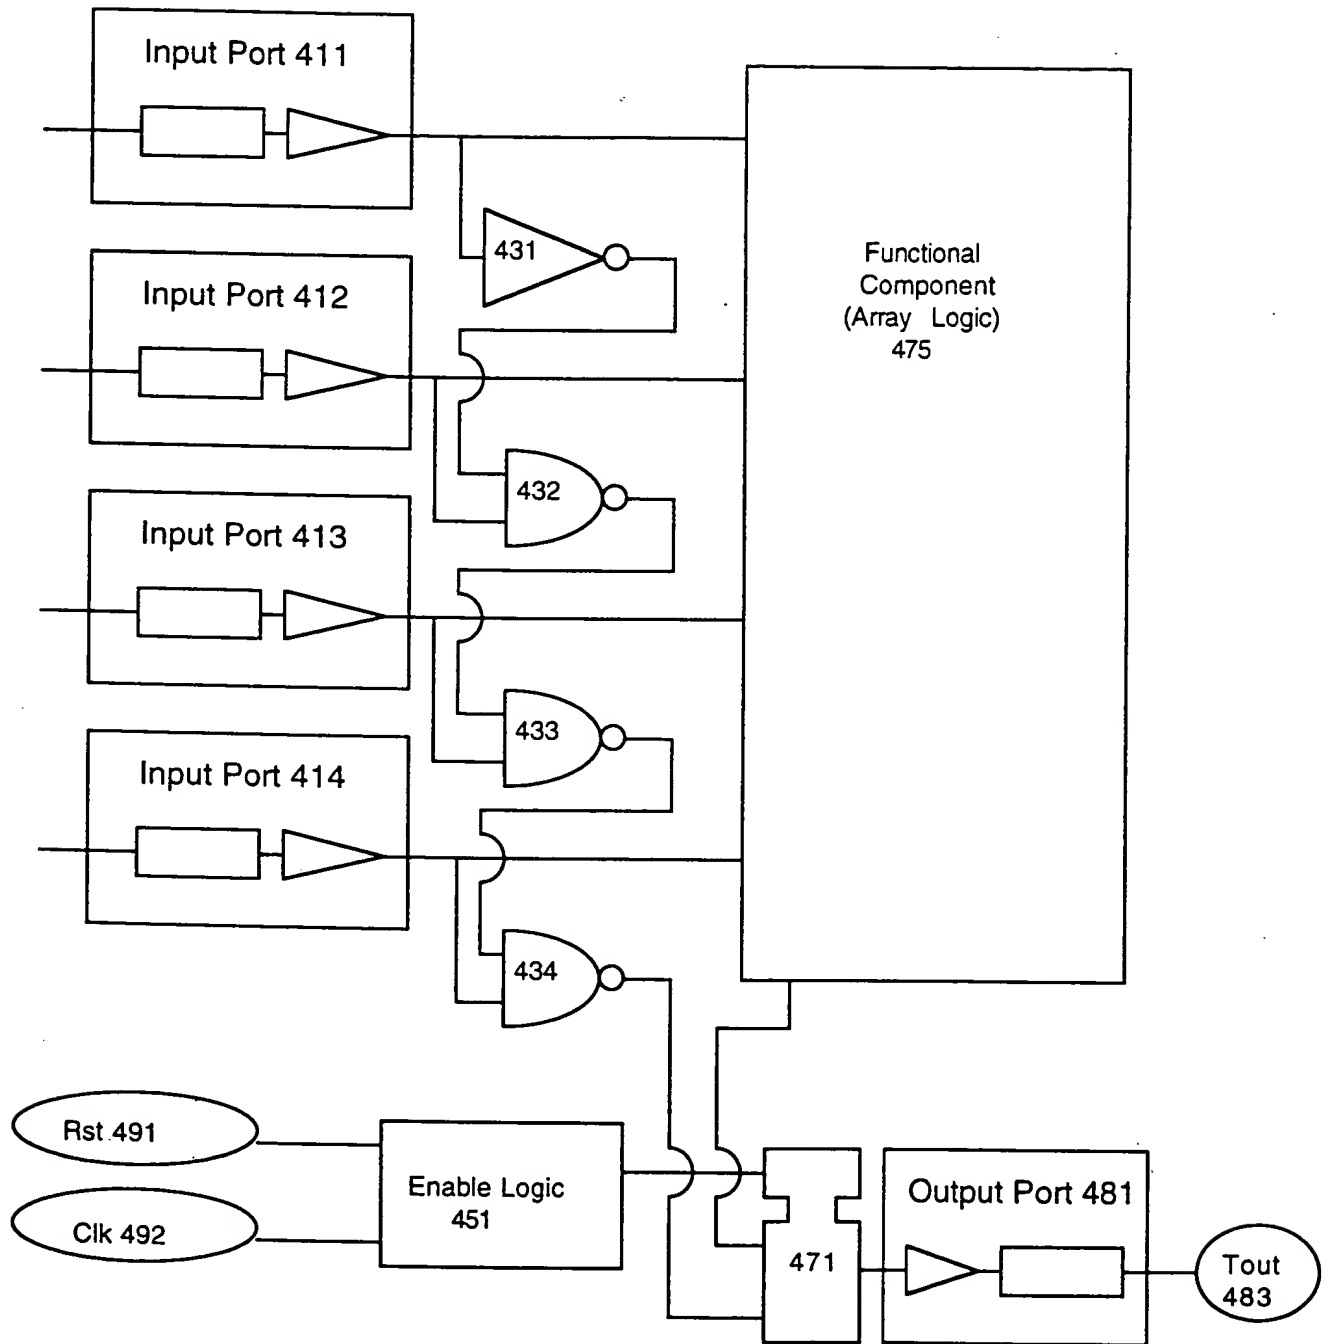 Input Port 411
431
Input Port 412
432
Input Port 413
433
Input Port 414
434
Functional
Component
(Array Logic)
475
Rst 491
Clk 492
Enable Logic
451
471
Output Port 481
Tout
483